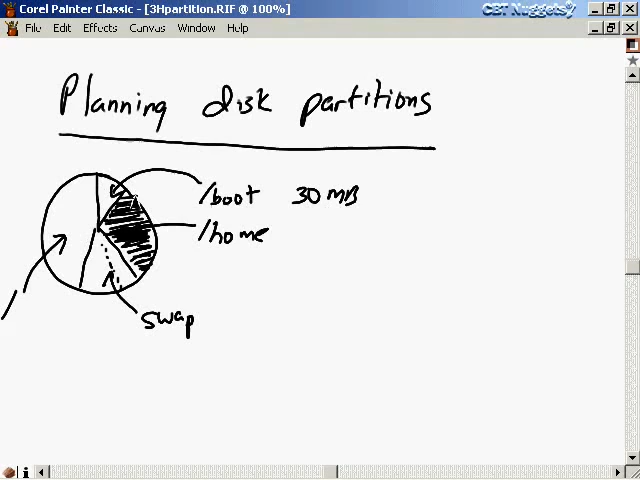 Corel Painter Classic - [3Hpartition.RIF @ 100%]
CBT Nuggets
File Edit Effects Canvas Window Help
Planning disk partitions
/boot 30 MB
/home
/
swap